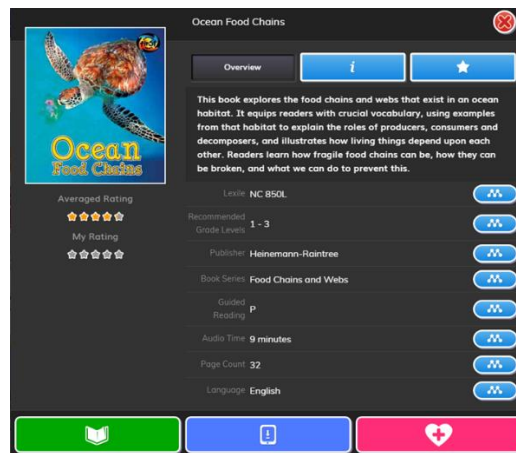 Ocean Food Chains
Overview
i
Ocean
Food Chains
This book explores the food chains and webs that exist in an ocean
habitat. It equips readers with crucial vocabulary, using examples
from that habitat to explain the roles of producers, consumers and
decomposers, and illustrates how living things depend upon each
other. Readers learn how fragile food chains can be, how they can
be broken, and what we can do to prevent this.
Averaged Rating
My Rating
Lexile NC 850L
Recommended
Grade Levels 1 - 3
Publisher Heinemann-Raintree
Book Series Food Chains and Webs
Guided
Reading P
Audio Time 9 minutes
Page Count 32
Language English